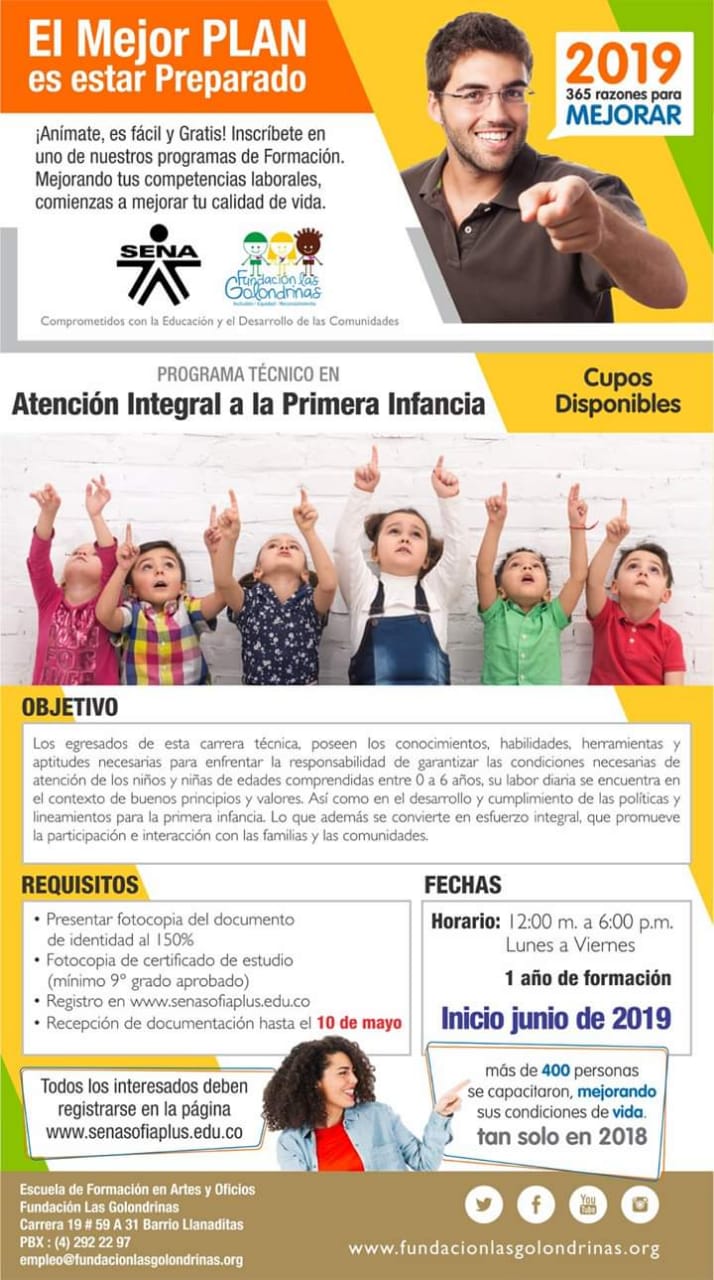 El Mejor PLAN
es estar Preparado
2019
365 razones para
MEJORAR
¡Anímate, es fácil y Gratis! Inscríbete en
uno de nuestros programas de Formación.
Mejorando tus competencias laborales,
comienzas a mejorar tu calidad de vida.
SENA
Fundación las
Golondrinas
Inclusión - Equidad - Reconocimiento
Comprometidos con la Educación y el Desarrollo de las Comunidades
PROGRAMA TÉCNICO EN
Atención Integral a la Primera Infancia
Cupos
Disponibles
OBJETIVO
Los egresados de esta carrera técnica, poseen los conocimientos, habilidades, herramientas y
aptitudes necesarias para enfrentar la responsabilidad de garantizar las condiciones necesarias de
atención de los niños y niñas de edades comprendidas entre 0 a 6 años, su labor diaria se encuentra en
el contexto de buenos principios y valores. Así como en el desarrollo y cumplimiento de las políticas y
lineamientos para la primera infancia. Lo que además se convierte en esfuerzo integral, que promueve
la participación e interacción con las familias y las comunidades.
REQUISITOS
• Presentar fotocopia del documento
de identidad al 150%
• Fotocopia de certificado de estudio
(mínimo 9º grado aprobado)
• Registro en www.senasofiaplus.edu.co
• Recepción de documentación hasta el 10 de mayo
FECHAS
Horario: 12:00 m. a 6:00 p.m.
Lunes a Viernes
1 año de formación
Inicio junio de 2019
Todos los interesados deben
registrarse en la página
www.senasofiaplus.edu.co
más de 400 personas
se capacitaron, mejorando
sus condiciones de vida.
tan solo en 2018
Escuela de Formación en Artes y Oficios
Fundación Las Golondrinas
Carrera 19 # 59 A 31 Barrio Llanaditas
PBX : (4) 292 22 97
empleo@fundacionlasgolondrinas.org
You
Tube
www.fundacionlasgolondrinas.org